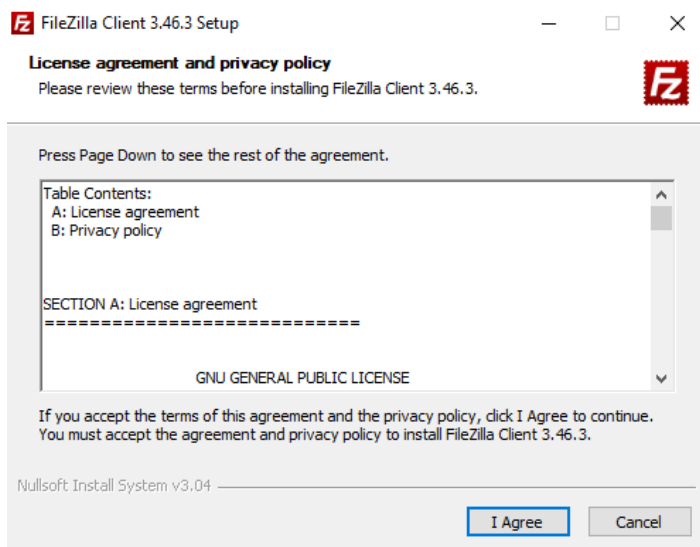 FileZilla Client 3.46.3 Setup
License agreement and privacy policy
Please review these terms before installing FileZilla Client 3.46.3.
Fz
Press Page Down to see the rest of the agreement.
Table Contents:
A: License agreement
B: Privacy policy
SECTION A: License agreement
============================
GNU GENERAL PUBLIC LICENSE
If you accept the terms of this agreement and the privacy policy, click I Agree to continue.
You must accept the agreement and privacy policy to install FileZilla Client 3.46.3.
Nullsoft Install System v3.04
I Agree
Cancel